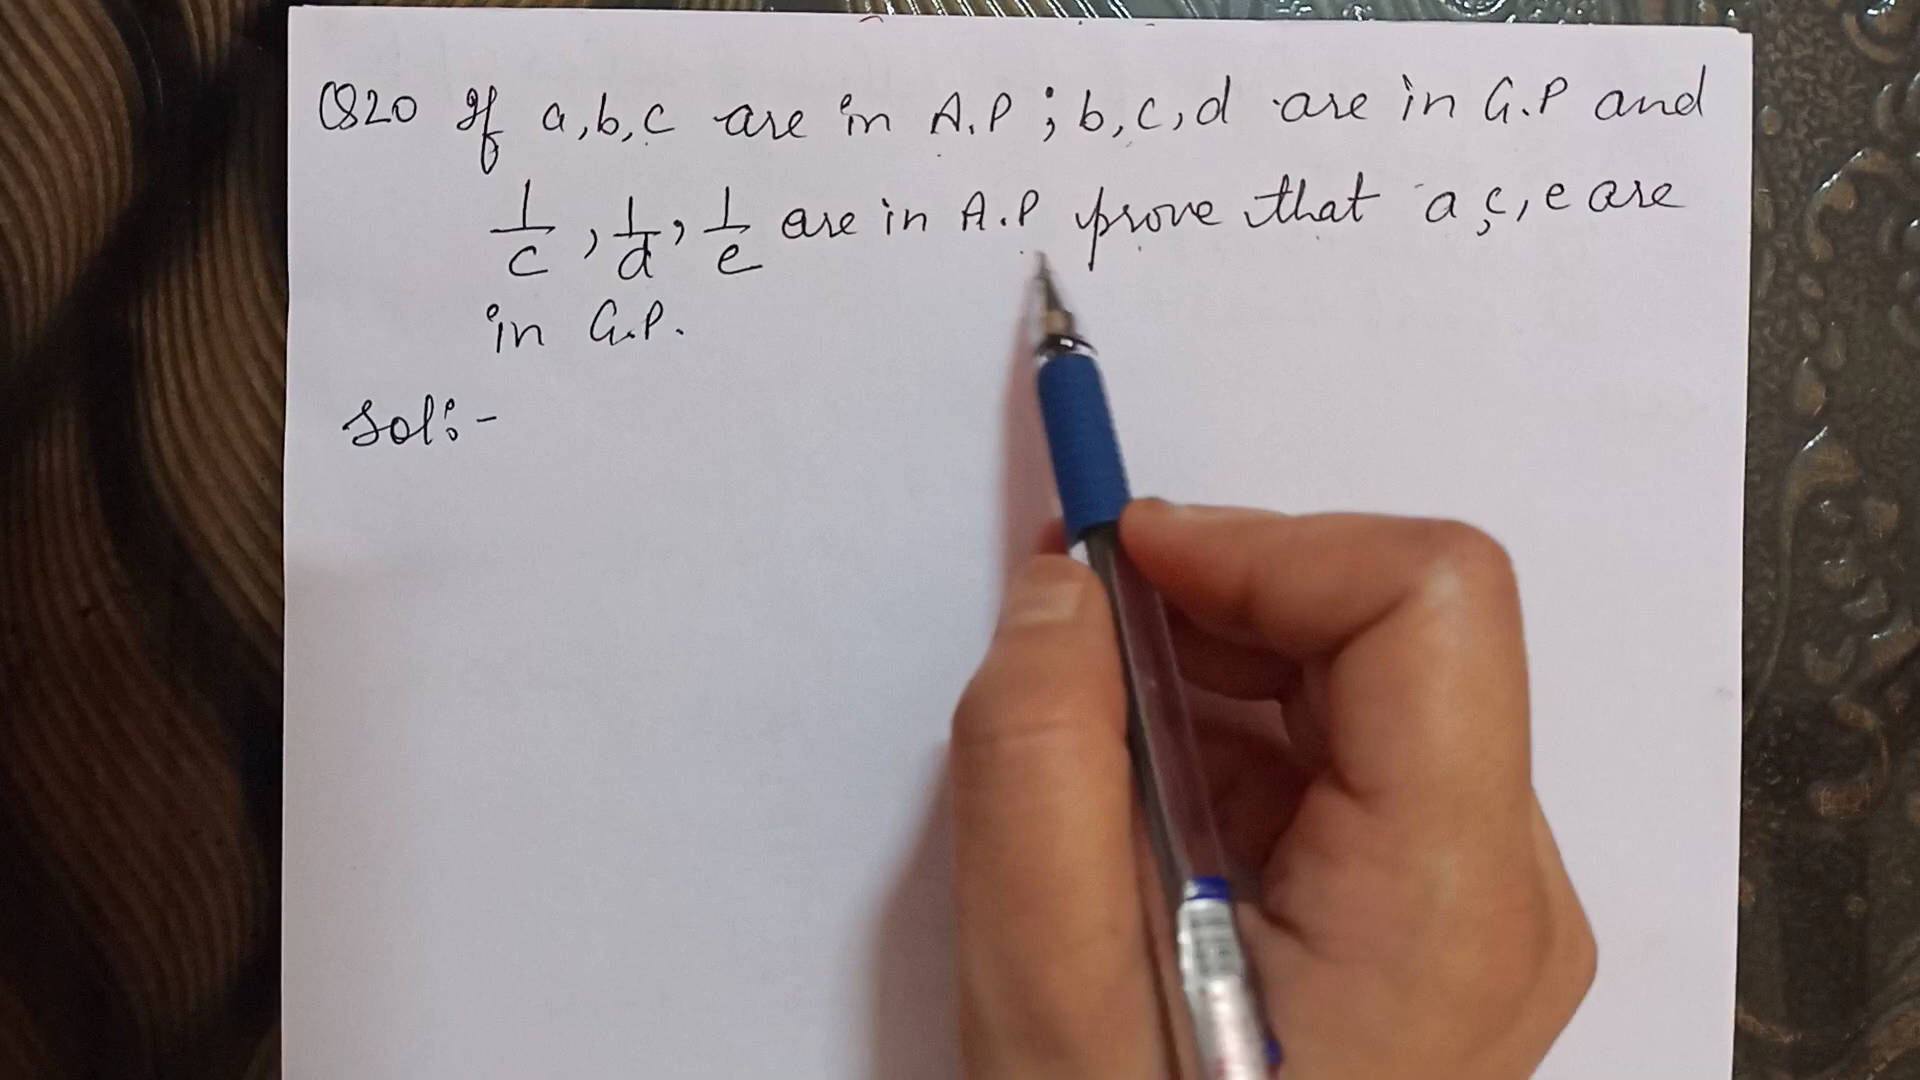 Q20 If a,b,c are in A.P ; b,c,d are in G.P and
1/c , 1/d , 1/e are in A.P prove that a c, e are
in G.P.
Sol:-